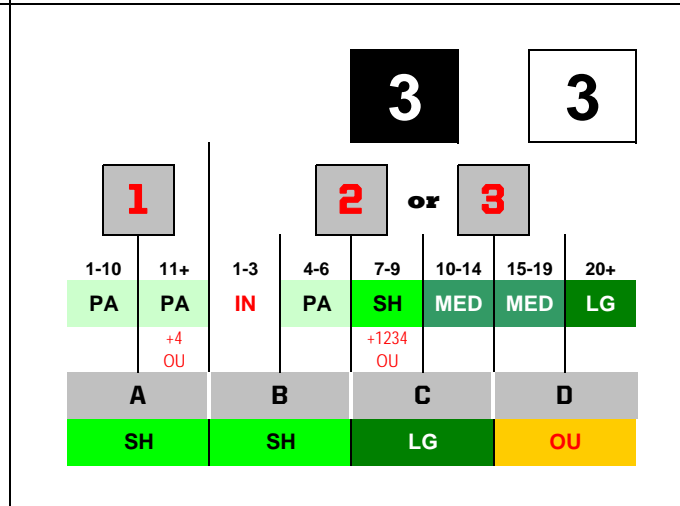 3 3
1 2 or 3
1-10 11+ 1-3 4-6 7-9 10-14 15-19 20+
PA PA IN PA SH MED MED LG
+4 +1234
OU OU
A B C D
SH SH LG OU